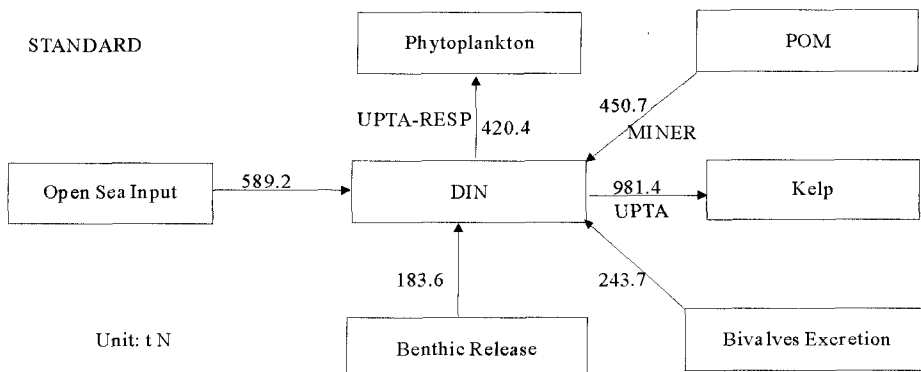 STANDARD
Phytoplankton
POM
UPTA-RESP
420.4
450.7
MINER
Open Sea Input
589.2
DIN
981.4
UPTA
Kelp
183.6
243.7
Unit: t N
Benthic Release
Bivalves Excretion